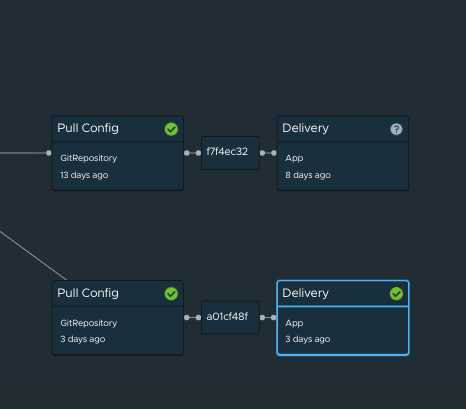 Pull Config
GitRepository
13 days ago
f7f4ec32
Delivery
?
App
8 days ago
Pull Config
GitRepository
3 days ago
a01cf48f
Delivery
App
3 days ago